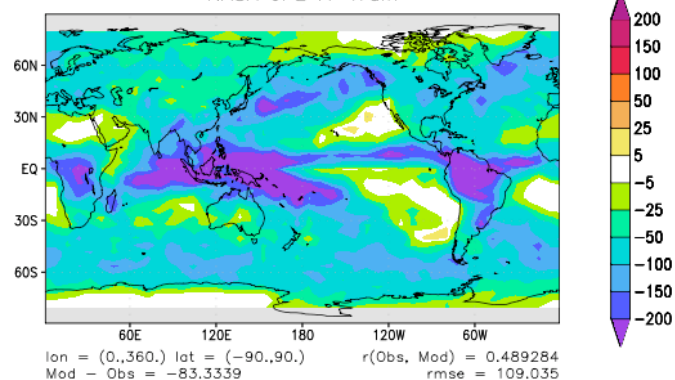 200
150
100
50
25
5
-5
-25
-50
-100
-150
-200
60N
30N
EQ
30S
60S
60E 120E 180 120W 60W
lon = (0.,360.) lat = (-90.,90.) r(Obs, Mod) = 0.489284
Mod - Obs = -83.3339 rmse = 109.035